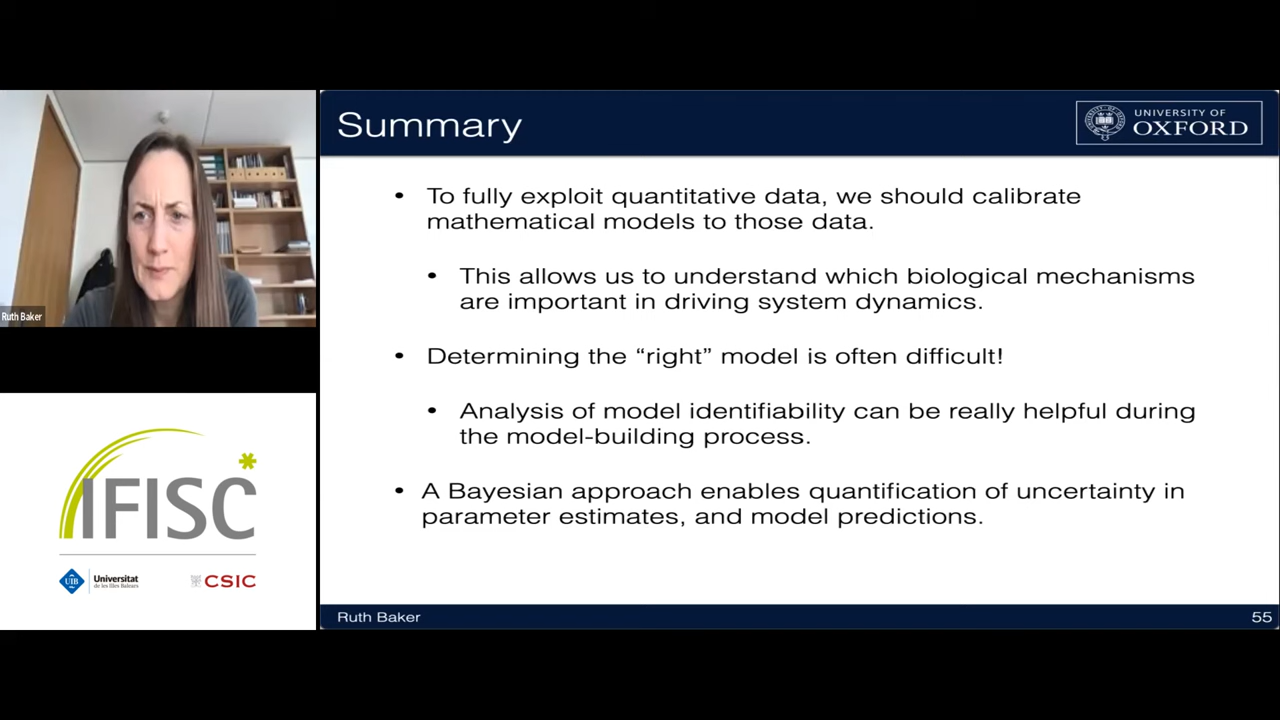 Summary
UNIVERSITY OF
OXFORD
• To fully exploit quantitative data, we should calibrate
mathematical models to those data.
• This allows us to understand which biological mechanisms
are important in driving system dynamics.
• Determining the “right” model is often difficult!
• Analysis of model identifiability can be really helpful during
the model-building process.
• A Bayesian approach enables quantification of uncertainty in
parameter estimates, and model predictions.
Ruth Baker
55
Ruth Baker
IFISC
UIB
Universitat
de les Illes Balears
CSIC